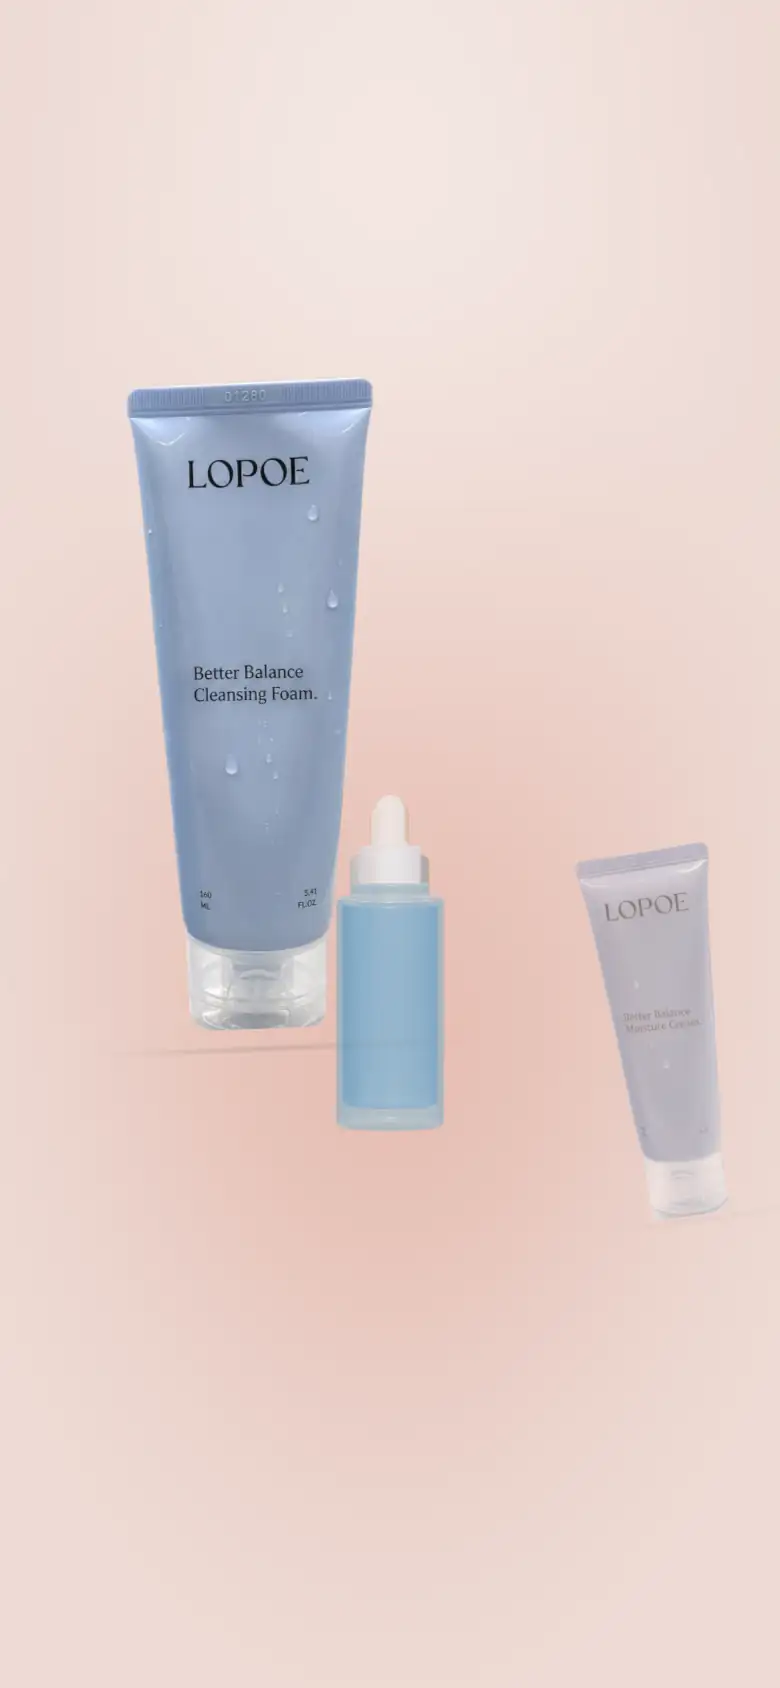 01280
LOPOE
Better Balance
Cleansing Foam.
160
ML
5.41
FL.OZ.
LOPOE
Better Balance
Moisture Cream.